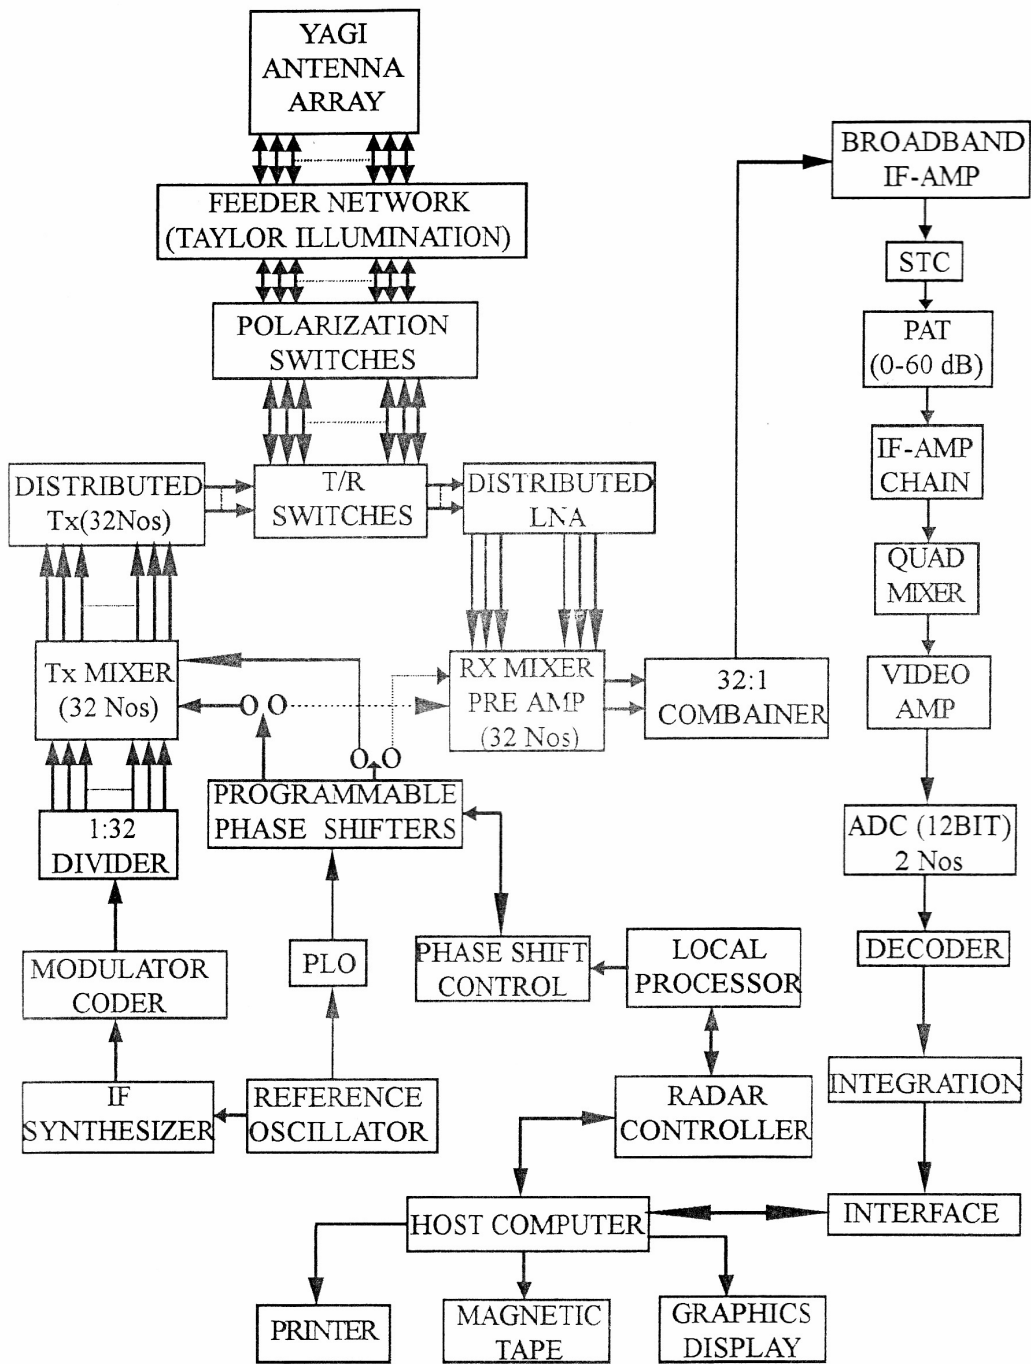 YAGI
ANTENNA
ARRAY
FEEDER NETWORK
(TAYLOR ILLUMINATION)
POLARIZATION
SWITCHES
DISTRIBUTED
Tx(32Nos)
T/R
SWITCHES
DISTRIBUTED
LNA
Tx MIXER
(32 Nos)
RX MIXER
PRE AMP
(32 Nos)
32:1
COMBAINER
PROGRAMMABLE
PHASE SHIFTERS
1:32
DIVIDER
MODULATOR
CODER
PLO
PHASE SHIFT
CONTROL
LOCAL
PROCESSOR
IF
SYNTHESIZER
REFERENCE
OSCILLATOR
RADAR
CONTROLLER
BROADBAND
IF-AMP
STC
PAT
(0-60 dB)
IF-AMP
CHAIN
QUAD
MIXER
VIDEO
AMP
ADC (12BIT)
2 Nos
DECODER
INTEGRATION
INTERFACE
HOST COMPUTER
PRINTER
MAGNETIC
TAPE
GRAPHICS
DISPLAY